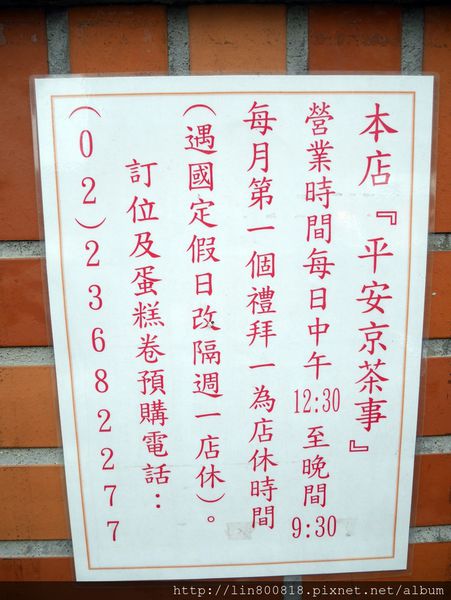 本店『平安京茶事』
營業時間每日中午12:30至晚間9:30
每月第一個禮拜一為店休時間
(遇國定假日改隔週一店休)。
訂位及蛋糕卷預購電話：
(02)23682277
http://lin800818.pixnet.net/album